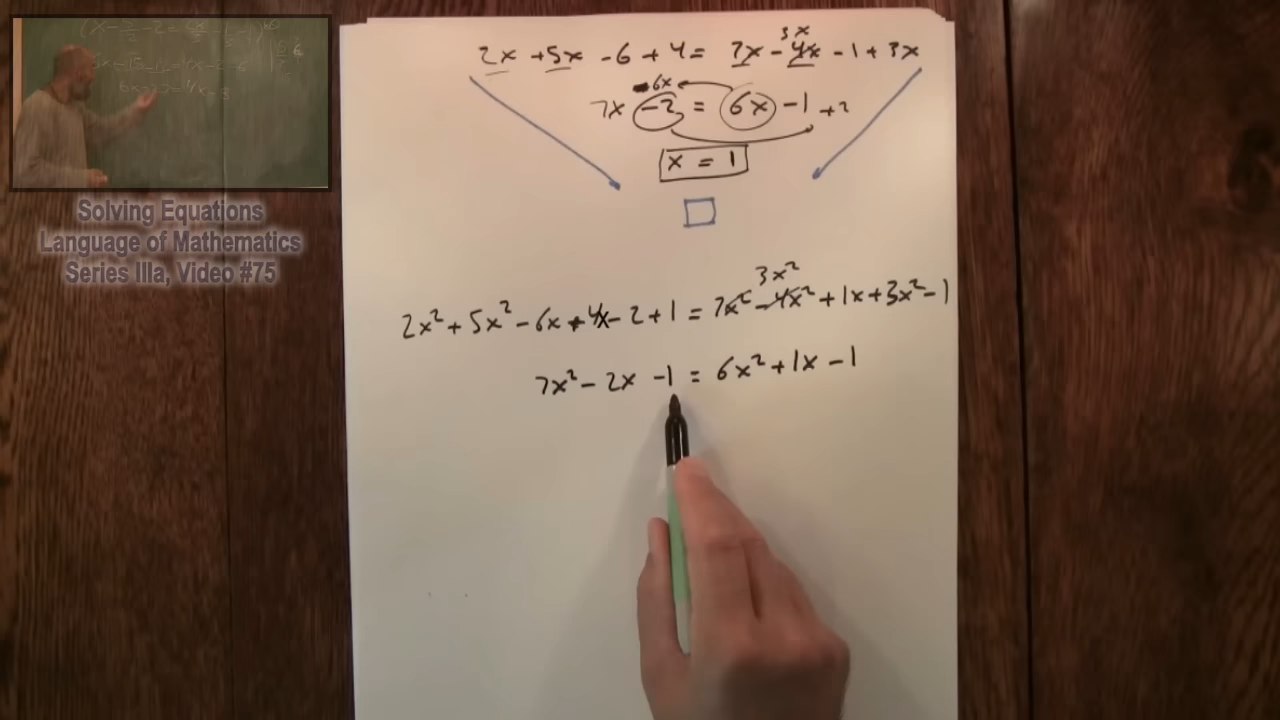 Solving Equations
Language of Mathematics
Series IIIa, Video #75
3x
2x + 5x - 6 + 4 = 7x - 4x - 1 + 3x
-6x
7x - 2 = 6x - 1 + 2
x = 1
3x²
2x² + 5x² - 6x + 4x - 2 + 1 = 7x² - 4x² + 1x + 3x² - 1
7x² - 2x - 1 = 6x² + 1x - 1